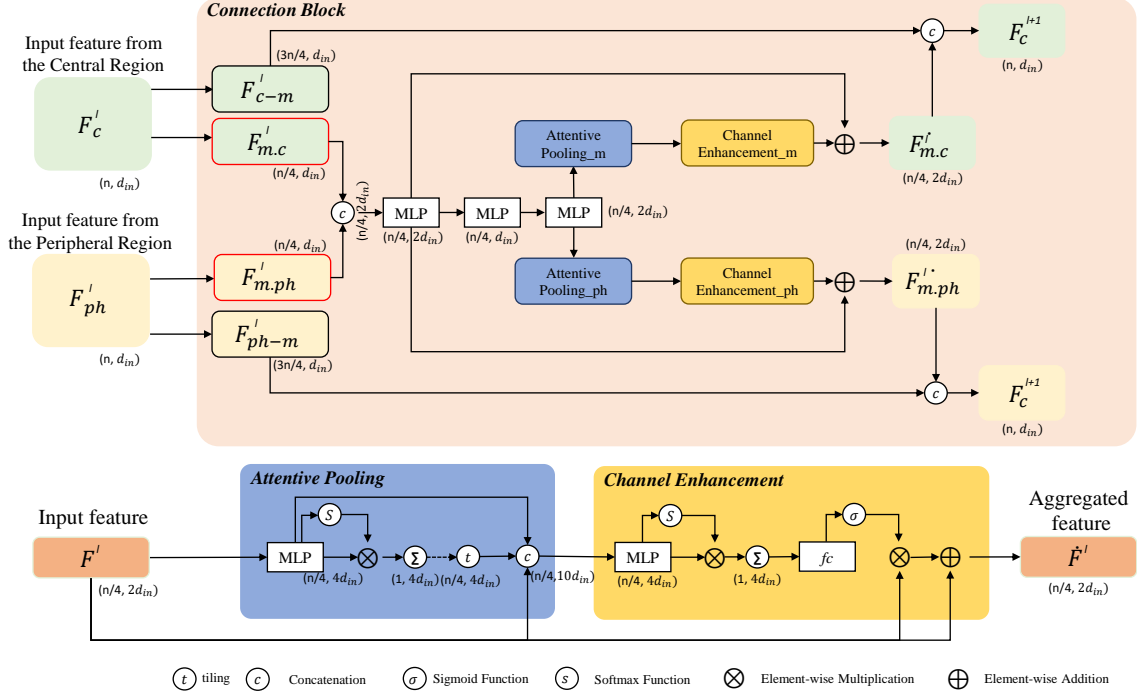 Connection Block
Input feature from
the Central Region
F_c^l
(n, d_in)
(3n/4, d_in)
F_{c-m}^l
F_{m.c}^l
(n/4, d_in)
Input feature from
the Peripheral Region
F_{ph}^l
(n, d_in)
(n/4, d_in)
F_{m.ph}^l
F_{ph-m}^l
(3n/4, d_in)
c
(n/4, 2d_in)
MLP
(n/4, 2d_in)
MLP
(n/4, d_in)
MLP
(n/4, 2d_in)
Attentive
Pooling_m
Channel
Enhancement_m
Attentive
Pooling_ph
Channel
Enhancement_ph
c
F_c^{l+1}
(n, d_in)
F_{m.c}^{l·}
(n/4, 2d_in)
(n/4, 2d_in)
F_{m.ph}^{l·}
c
F_c^{l+1}
(n, d_in)
Input feature
F^l
(n/4, 2d_in)
Attentive Pooling
MLP
S
(n/4, 4d_in)
Σ
(1, 4d_in)
t
(n/4, 4d_in)
c
(n/4,10d_in)
Channel Enhancement
MLP
S
(n/4, 4d_in)
Σ
(1, 4d_in)
fc
σ
Aggregated
feature
Ḟ^l
(n/4, 2d_in)
t tiling
c Concatenation
σ Sigmoid Function
s Softmax Function
⊗ Element-wise Multiplication
⊕ Element-wise Addition